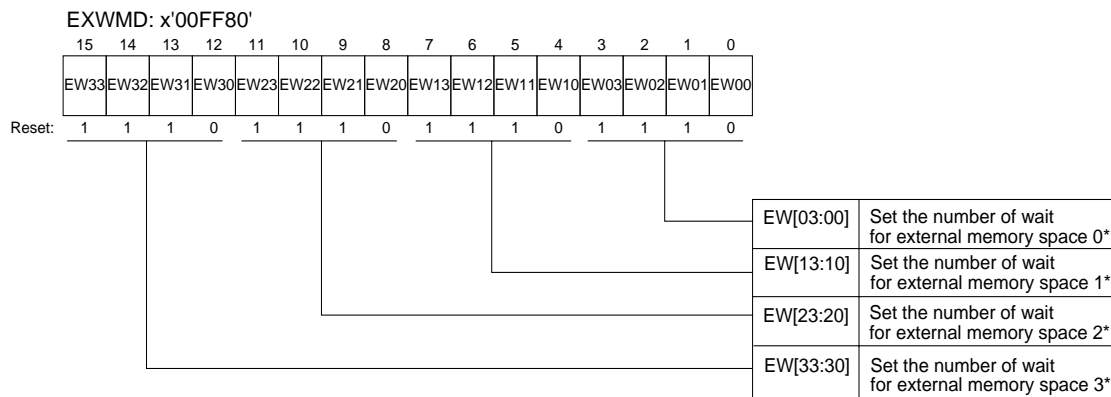 EXWMD: x'00FF80'
15 14 13 12 11 10 9 8 7 6 5 4 3 2 1 0
EW33 EW32 EW31 EW30 EW23 EW22 EW21 EW20 EW13 EW12 EW11 EW10 EW03 EW02 EW01 EW00
Reset: 1 1 1 0 1 1 1 0 1 1 1 0 1 1 1 0
EW[03:00] Set the number of wait
for external memory space 0*
EW[13:10] Set the number of wait
for external memory space 1*
EW[23:20] Set the number of wait
for external memory space 2*
EW[33:30] Set the number of wait
for external memory space 3*